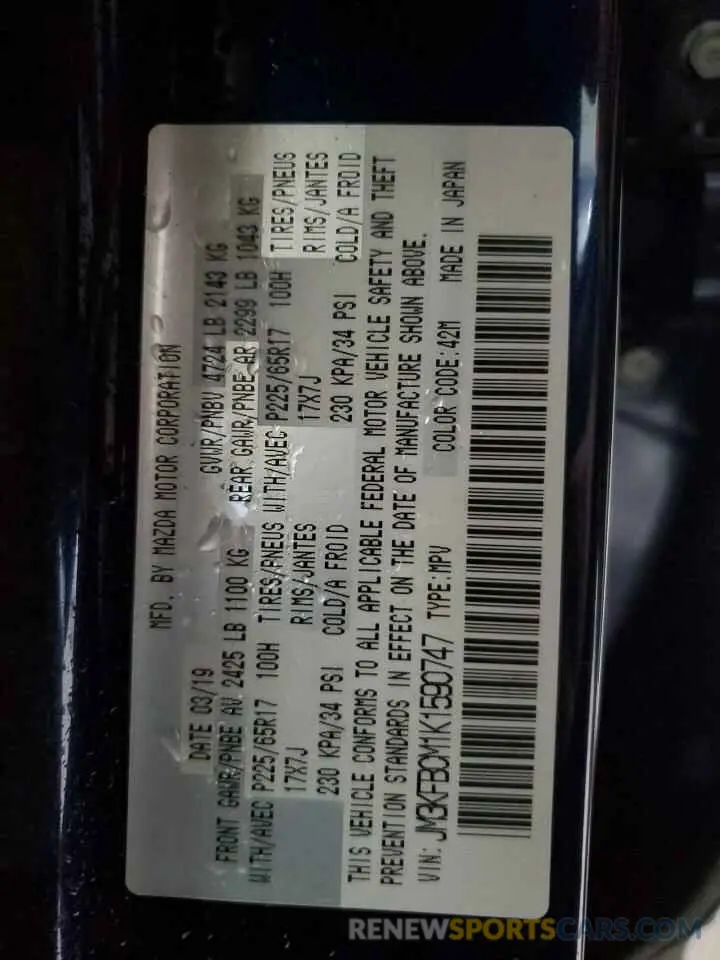 MFD. BY MAZDA MOTOR CORPORATION
DATE 03/19 GVWR/PNBV 4724 LB 2143 KG
FRONT GAWR/PNBE AV 2425 LB 1100 KG REAR GAWR/PNBE AR 2299 LB 1043 KG
WITH/AVEC P225/65R17 100H TIRES/PNEUS WITH/AVEC P225/65R17 100H TIRES/PNEUS
17X7J RIMS/JANTES 17X7J RIMS/JANTES
230 KPA/34 PSI COLD/A FROID 230 KPA/34 PSI COLD/A FROID
THIS VEHICLE CONFORMS TO ALL APPLICABLE FEDERAL MOTOR VEHICLE SAFETY AND THEFT
PREVENTION STANDARDS IN EFFECT ON THE DATE OF MANUFACTURE SHOWN ABOVE.
COLOR CODE:42M MADE IN JAPAN
VIN: JM3KFBCM1K1590747 TYPE:MPV
RENEWSPORTSCARS.COM